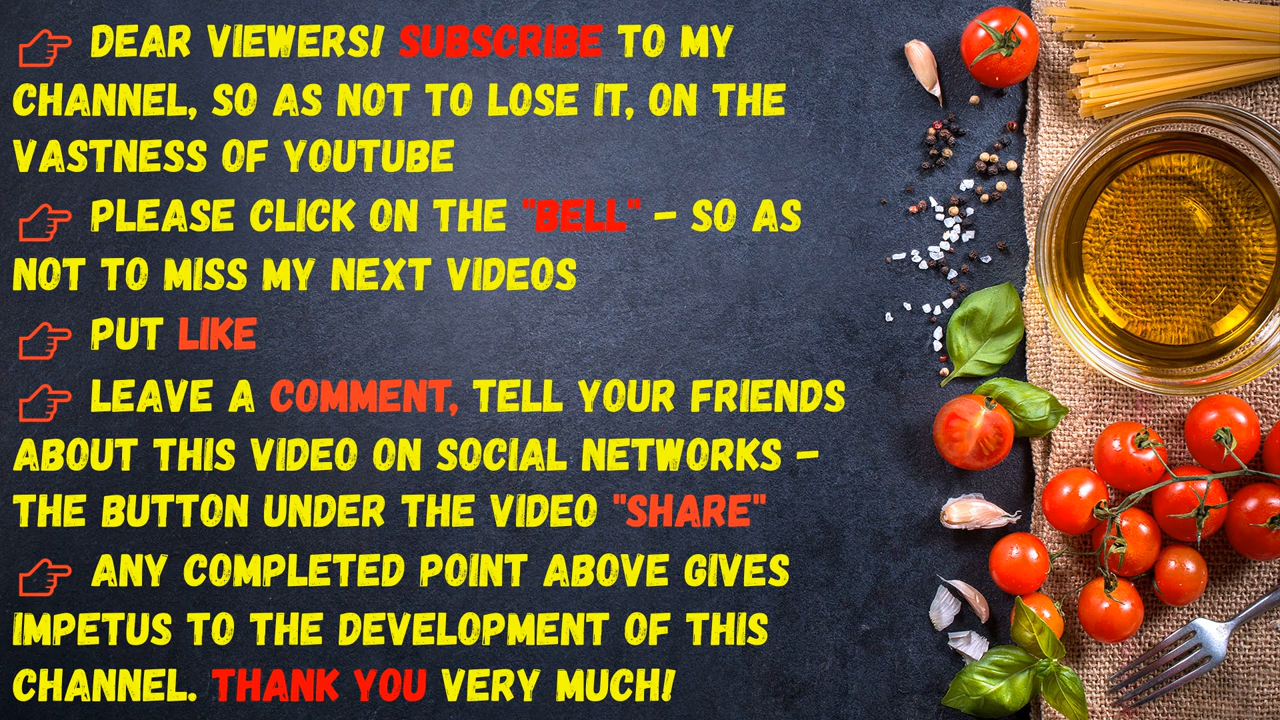 DEAR VIEWERS! SUBSCRIBE TO MY
CHANNEL, SO AS NOT TO LOSE IT, ON THE
VASTNESS OF YOUTUBE
PLEASE CLICK ON THE "BELL" – SO AS
NOT TO MISS MY NEXT VIDEOS
PUT LIKE
LEAVE A COMMENT, TELL YOUR FRIENDS
ABOUT THIS VIDEO ON SOCIAL NETWORKS –
THE BUTTON UNDER THE VIDEO "SHARE"
ANY COMPLETED POINT ABOVE GIVES
IMPETUS TO THE DEVELOPMENT OF THIS
CHANNEL. THANK YOU VERY MUCH!